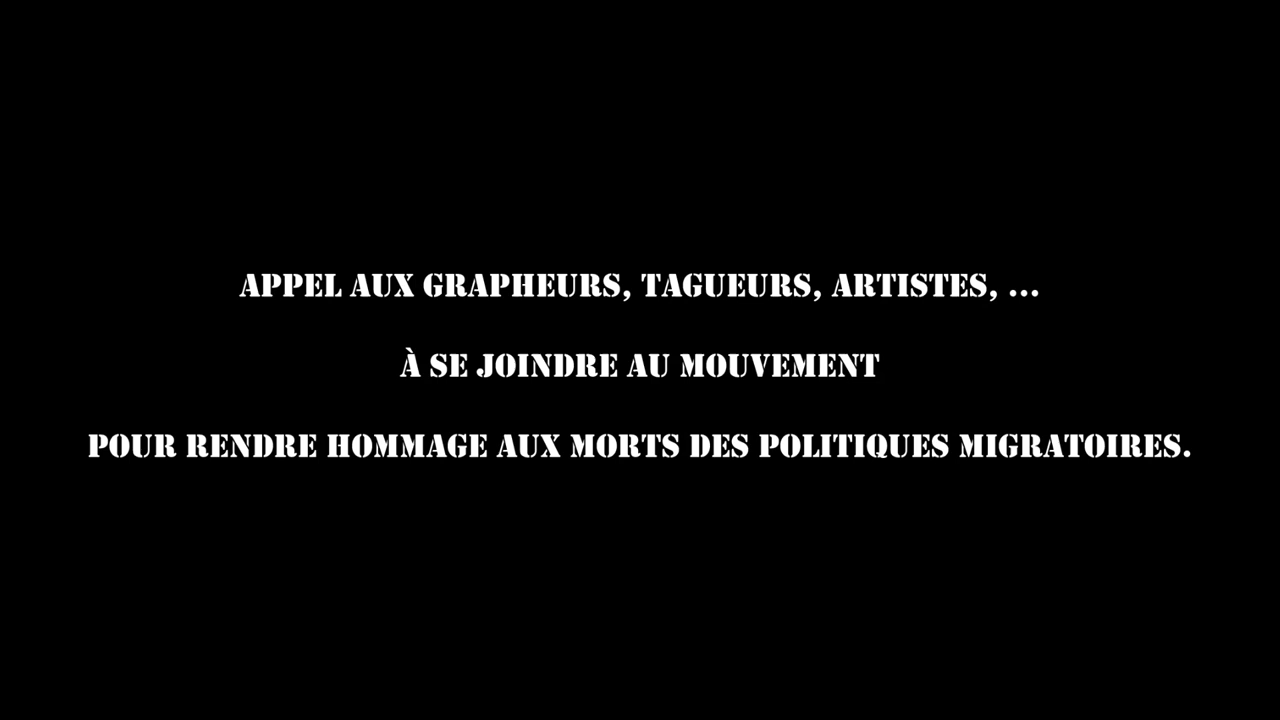 APPEL AUX GRAPHEURS, TAGUEURS, ARTISTES, ...
À SE JOINDRE AU MOUVEMENT
POUR RENDRE HOMMAGE AUX MORTS DES POLITIQUES MIGRATOIRES.